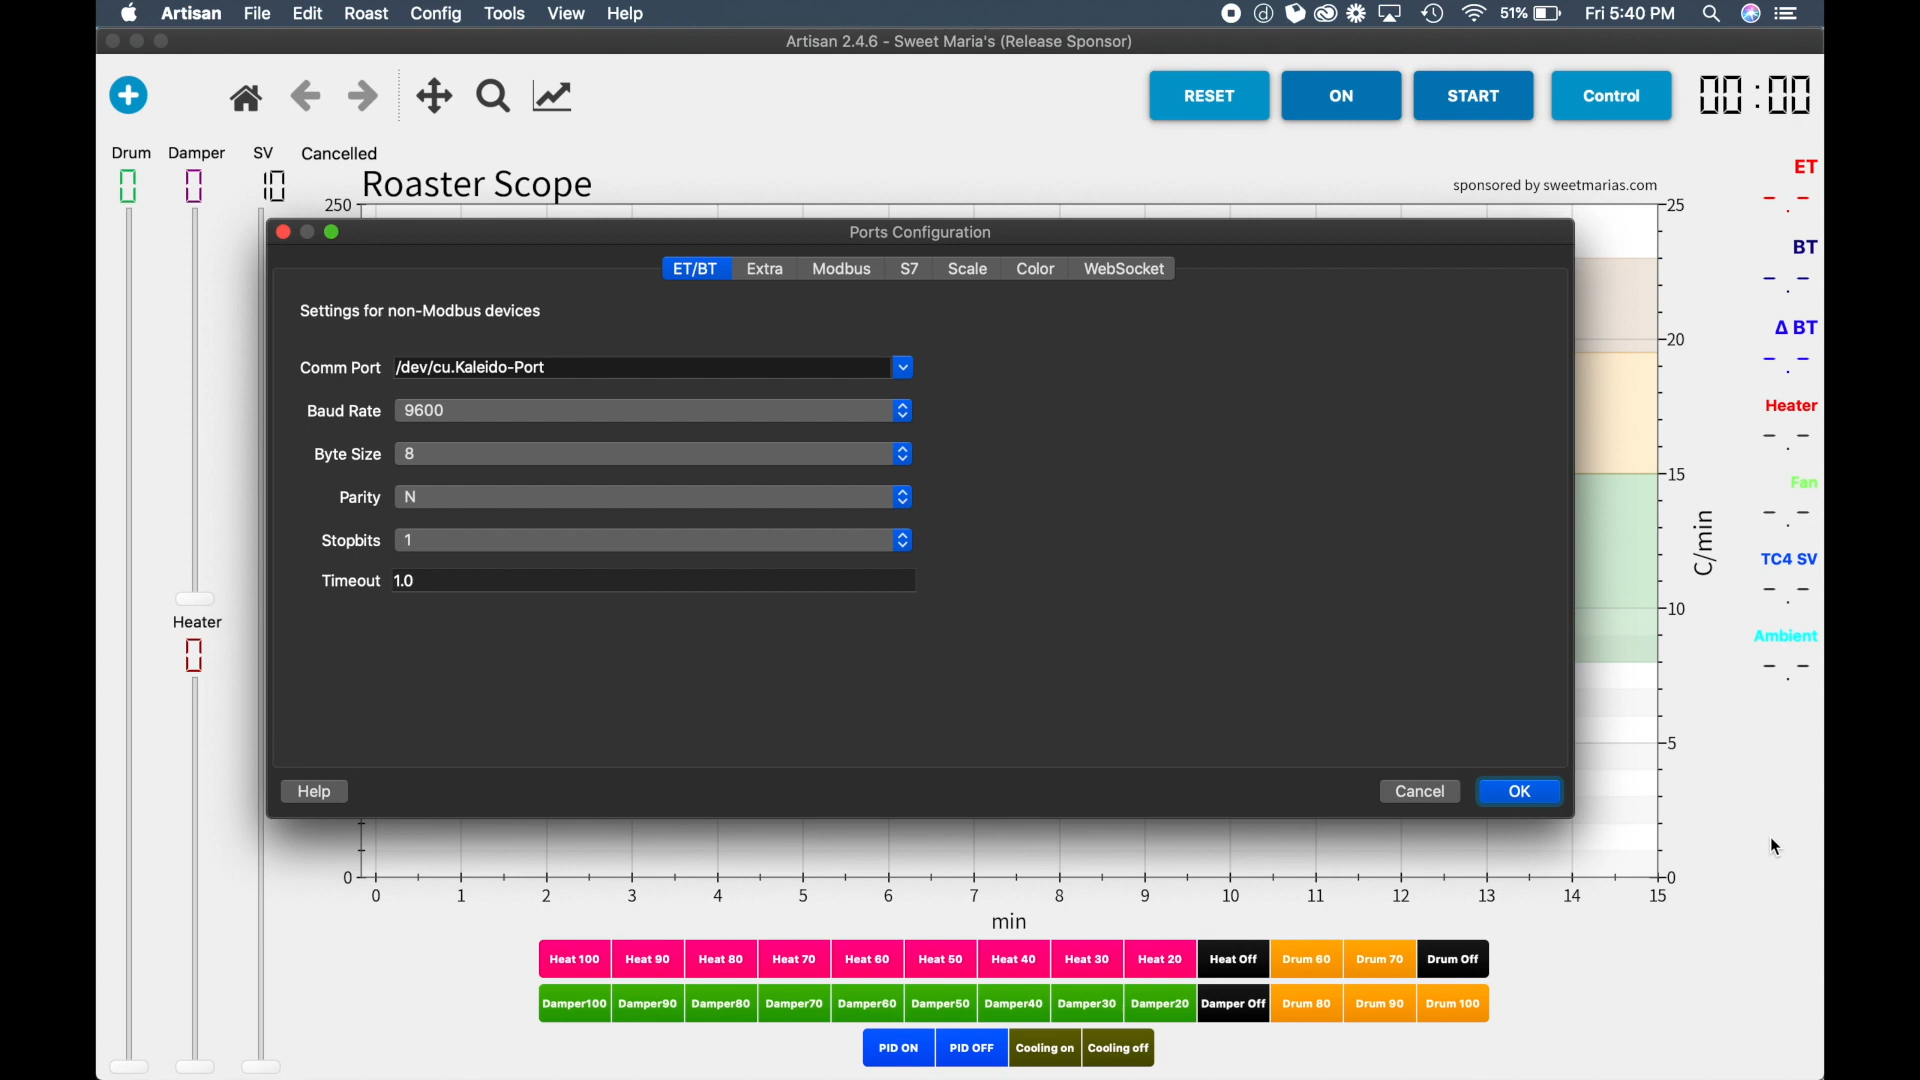 Artisan File Edit Roast Config Tools View Help 51% Fri 5:40 PM
Artisan 2.4.6 - Sweet Maria's (Release Sponsor)
RESET ON START Control 00:00
Drum Damper SV Cancelled
0 0 10
Roaster Scope
sponsored by sweetmarias.com
250
25
20
15
10
5
0
C/min
ET
-.-
BT
-.-
Δ BT
-.-
Heater
-.-
Fan
-.-
TC4 SV
-.-
Ambient
-.-
Heater
0
Ports Configuration
ET/BT Extra Modbus S7 Scale Color WebSocket
Settings for non-Modbus devices
Comm Port /dev/cu.Kaleido-Port
Baud Rate 9600
Byte Size 8
Parity N
Stopbits 1
Timeout 1.0
Help Cancel OK
0
0 1 2 3 4 5 6 7 8 9 10 11 12 13 14 15
min
Heat 100 Heat 90 Heat 80 Heat 70 Heat 60 Heat 50 Heat 40 Heat 30 Heat 20 Heat Off Drum 60 Drum 70 Drum Off
Damper100 Damper90 Damper80 Damper70 Damper60 Damper50 Damper40 Damper30 Damper20 Damper Off Drum 80 Drum 90 Drum 100
PID ON PID OFF Cooling on Cooling off